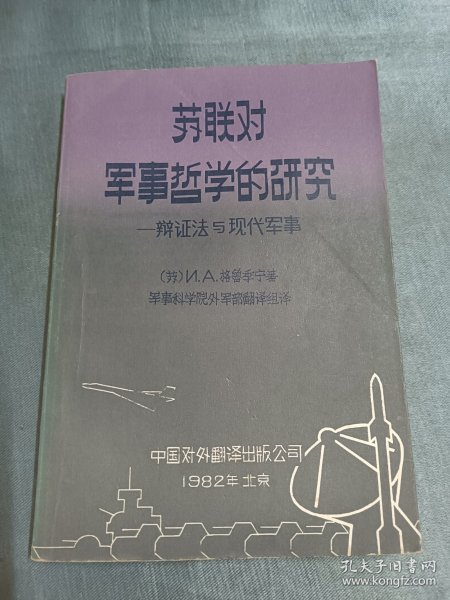 苏联对
军事哲学的研究
—辩证法与现代军事
(苏)И.А.格鲁季宁著
军事科学院外军部翻译组译
中国对外翻译出版公司
1982年 北京
孔夫子旧书网
www.kongfz.com